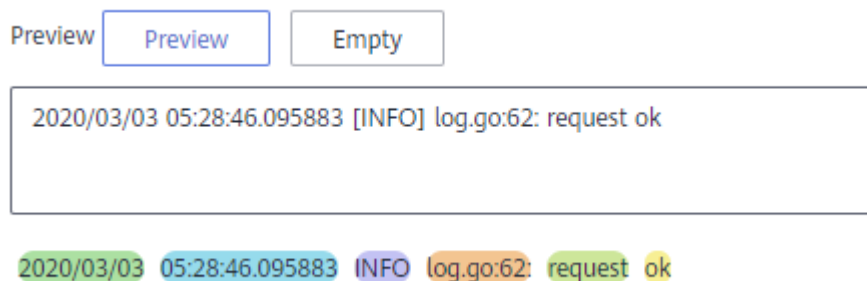 Preview Preview Empty
2020/03/03 05:28:46.095883 [INFO] log.go:62: request ok
2020/03/03 05:28:46.095883 INFO log.go:62: request ok